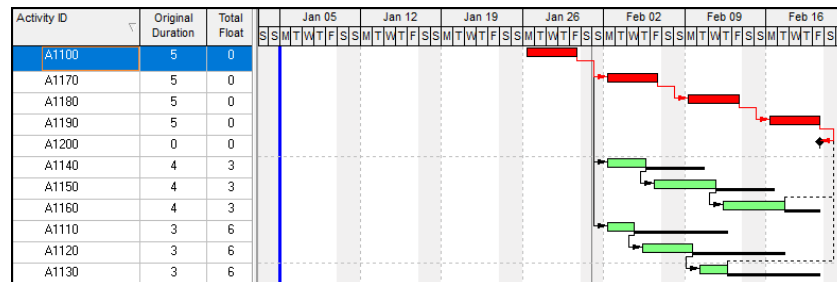 Activity ID Original Duration Total Float Jan 05 Jan 12 Jan 19 Jan 26 Feb 02 Feb 09 Feb 16
S S M T W T F S S M T W T F S S M T W T F S S M T W T F S S M T W T F S S M T W T F S S M T W T F S
A1100 5 0
A1170 5 0
A1180 5 0
A1190 5 0
A1200 0 0
A1140 4 3
A1150 4 3
A1160 4 3
A1110 3 6
A1120 3 6
A1130 3 6